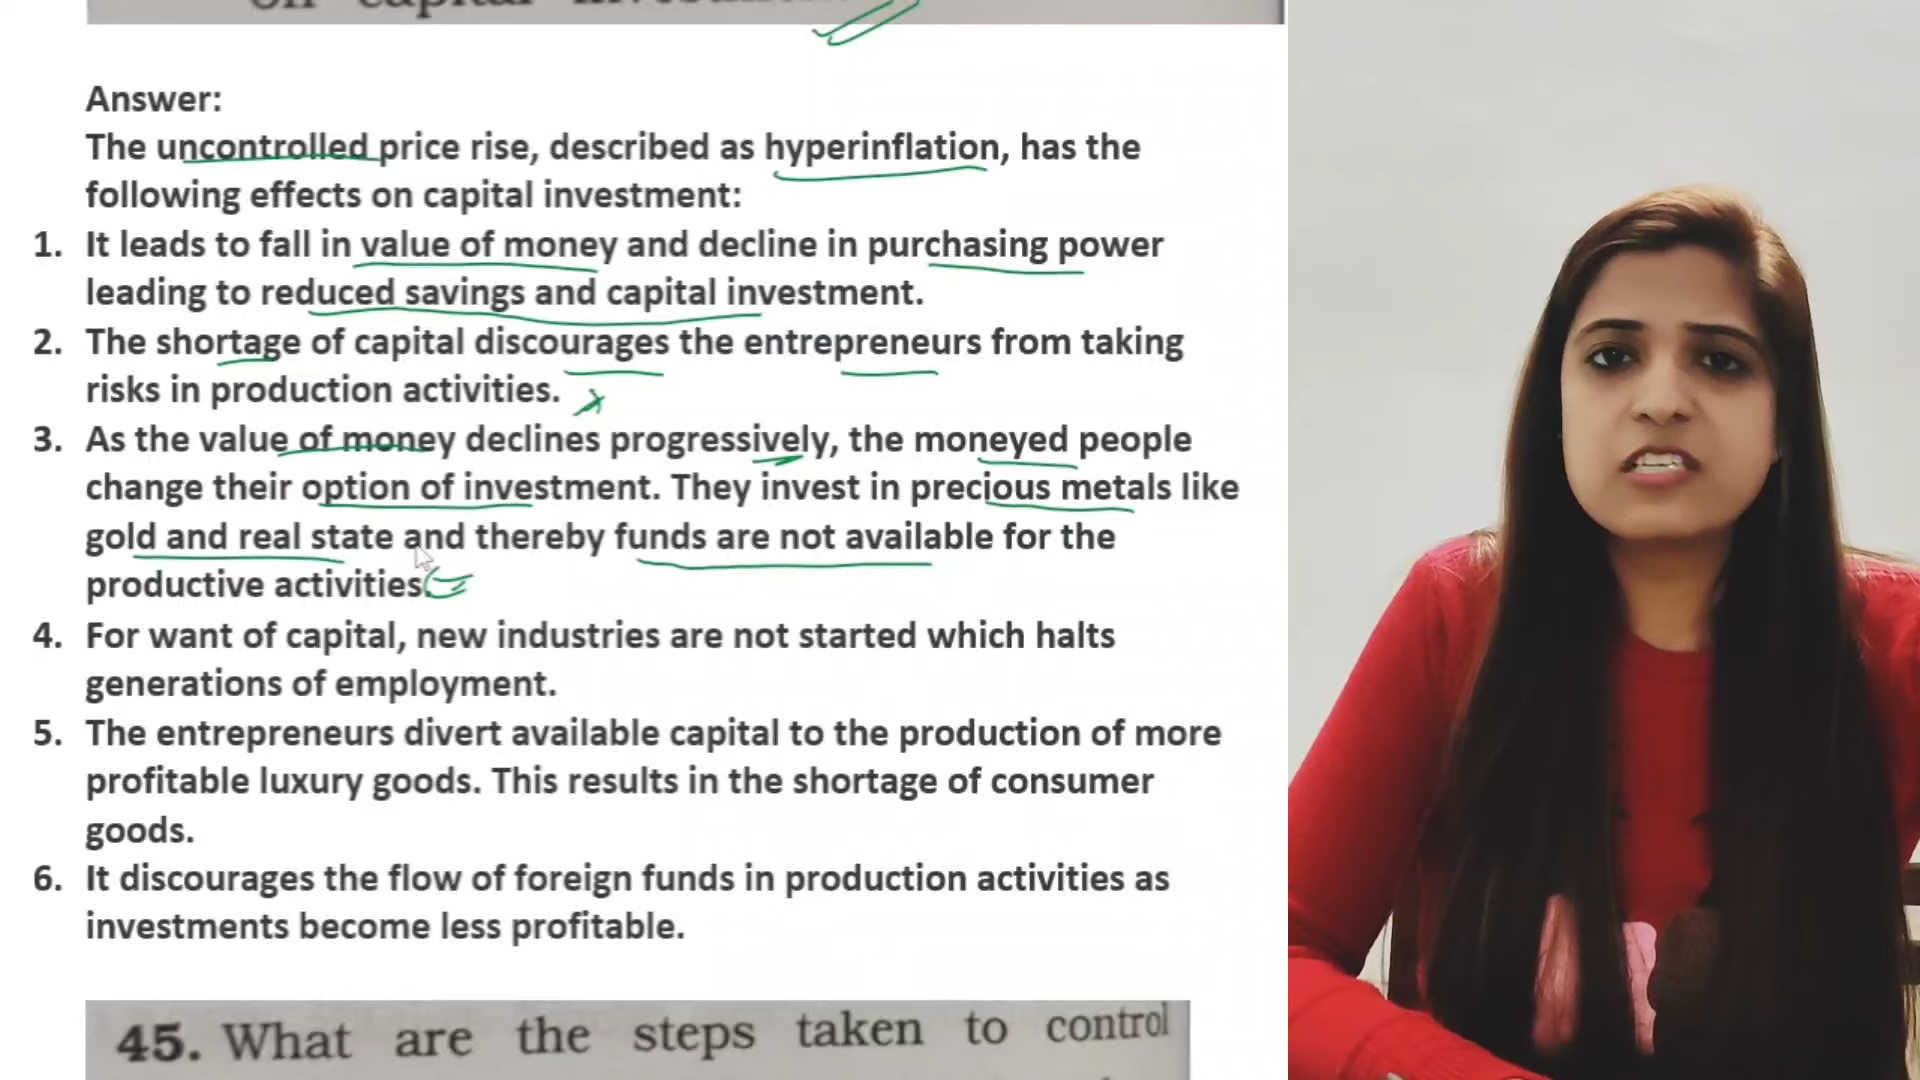 on capital
Answer:
The uncontrolled price rise, described as hyperinflation, has the
following effects on capital investment:
1. It leads to fall in value of money and decline in purchasing power
leading to reduced savings and capital investment.
2. The shortage of capital discourages the entrepreneurs from taking
risks in production activities.
3. As the value of money declines progressively, the moneyed people
change their option of investment. They invest in precious metals like
gold and real state and thereby funds are not available for the
productive activities.
4. For want of capital, new industries are not started which halts
generations of employment.
5. The entrepreneurs divert available capital to the production of more
profitable luxury goods. This results in the shortage of consumer
goods.
6. It discourages the flow of foreign funds in production activities as
investments become less profitable.
45. What are the steps taken to control